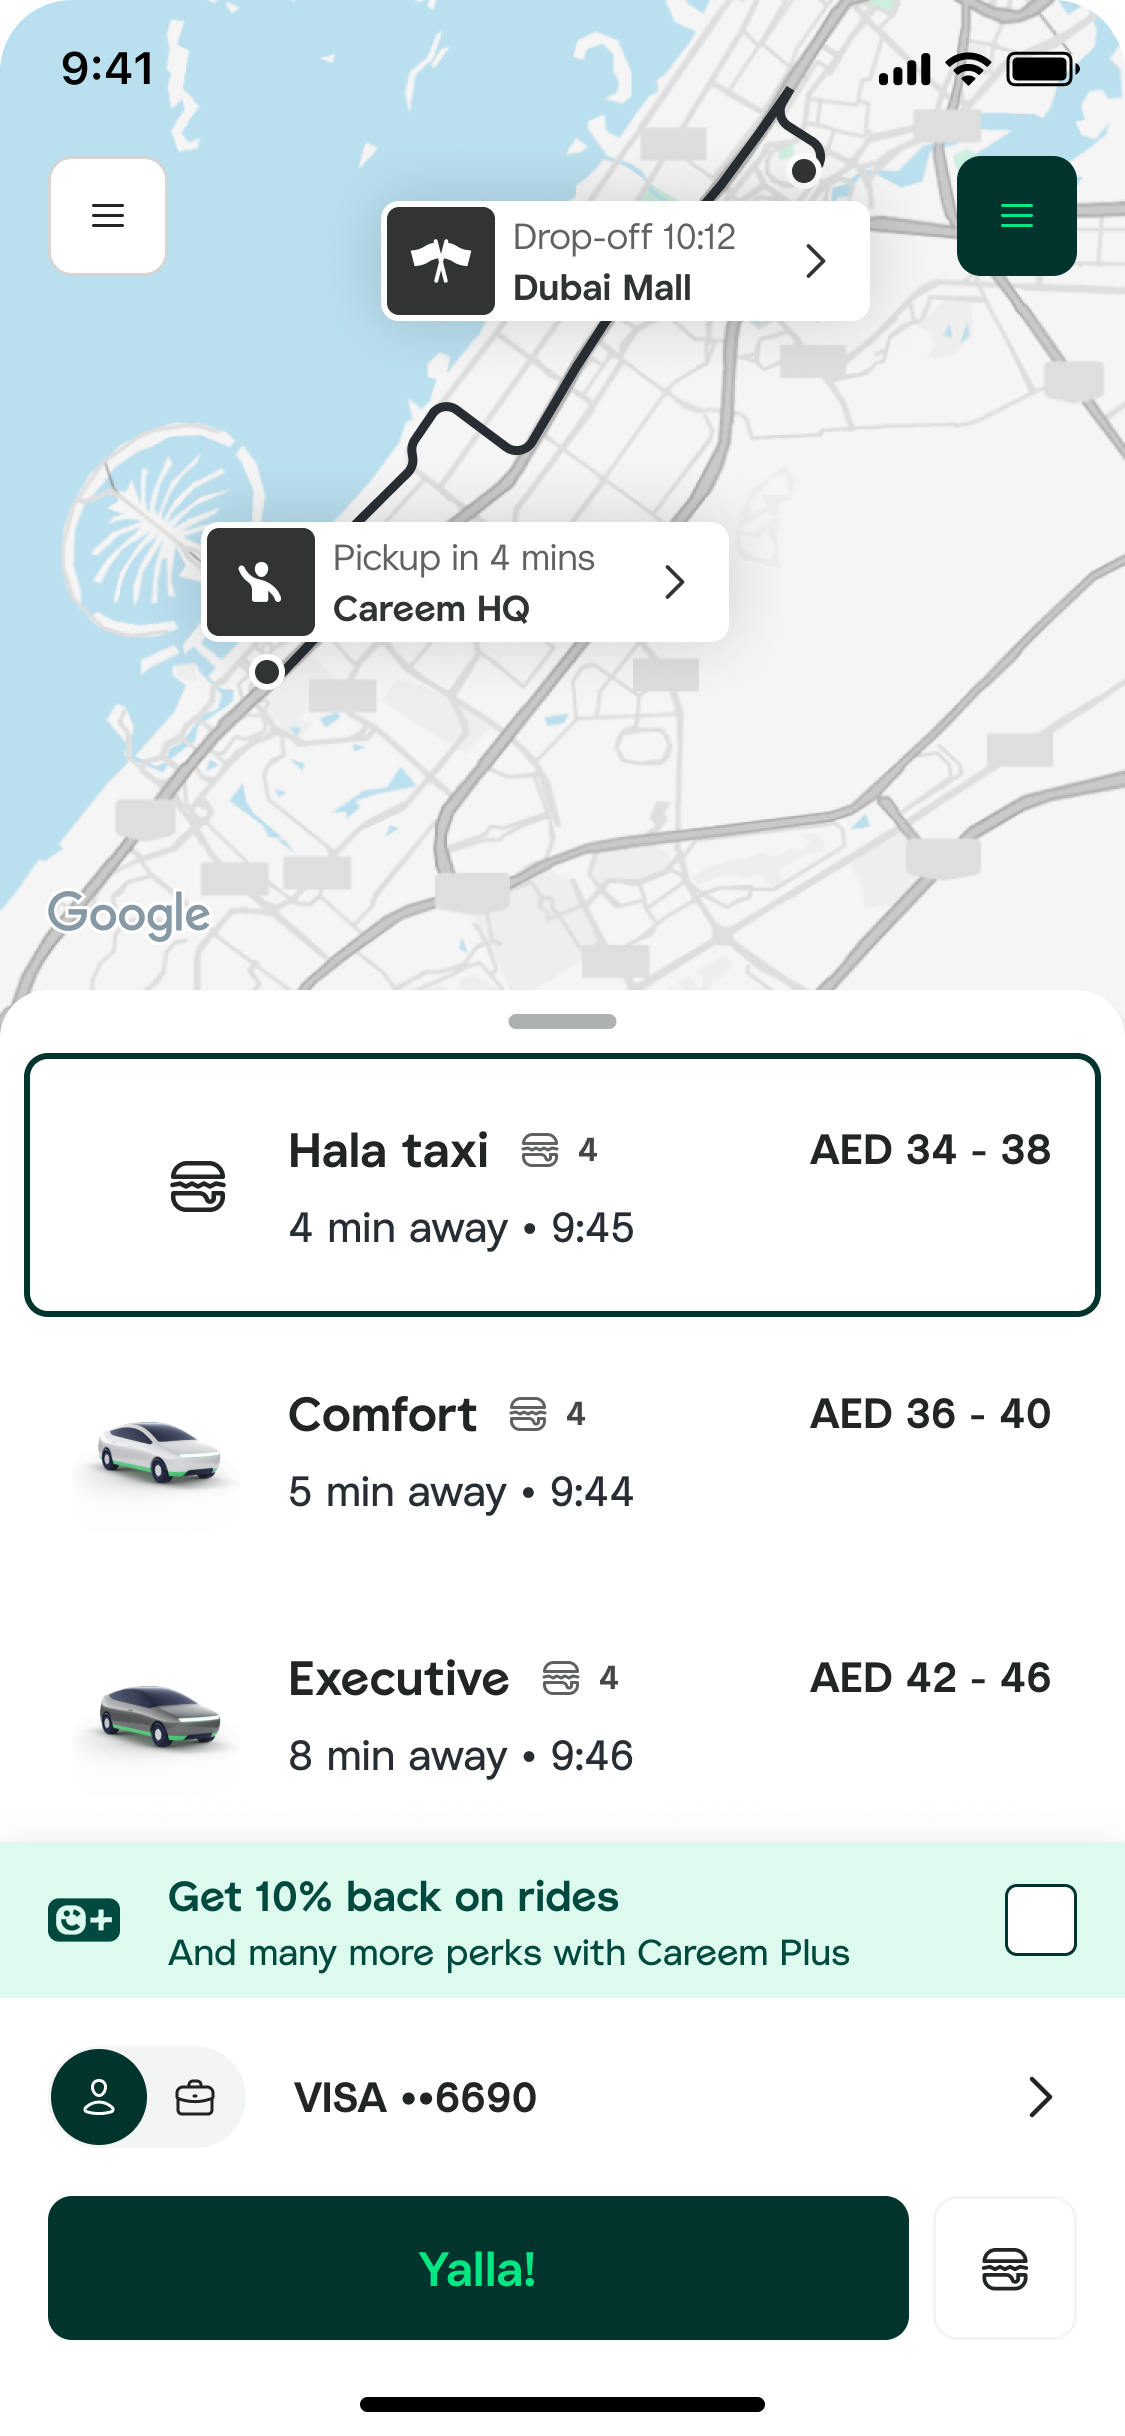 9:41
Drop-off 10:12
Dubai Mall
Pickup in 4 mins
Careem HQ
Google
Hala taxi 4 AED 34 - 38
4 min away • 9:45
Comfort 4 AED 36 - 40
5 min away • 9:44
Executive 4 AED 42 - 46
8 min away • 9:46
Get 10% back on rides
And many more perks with Careem Plus
VISA ••6690
Yalla!